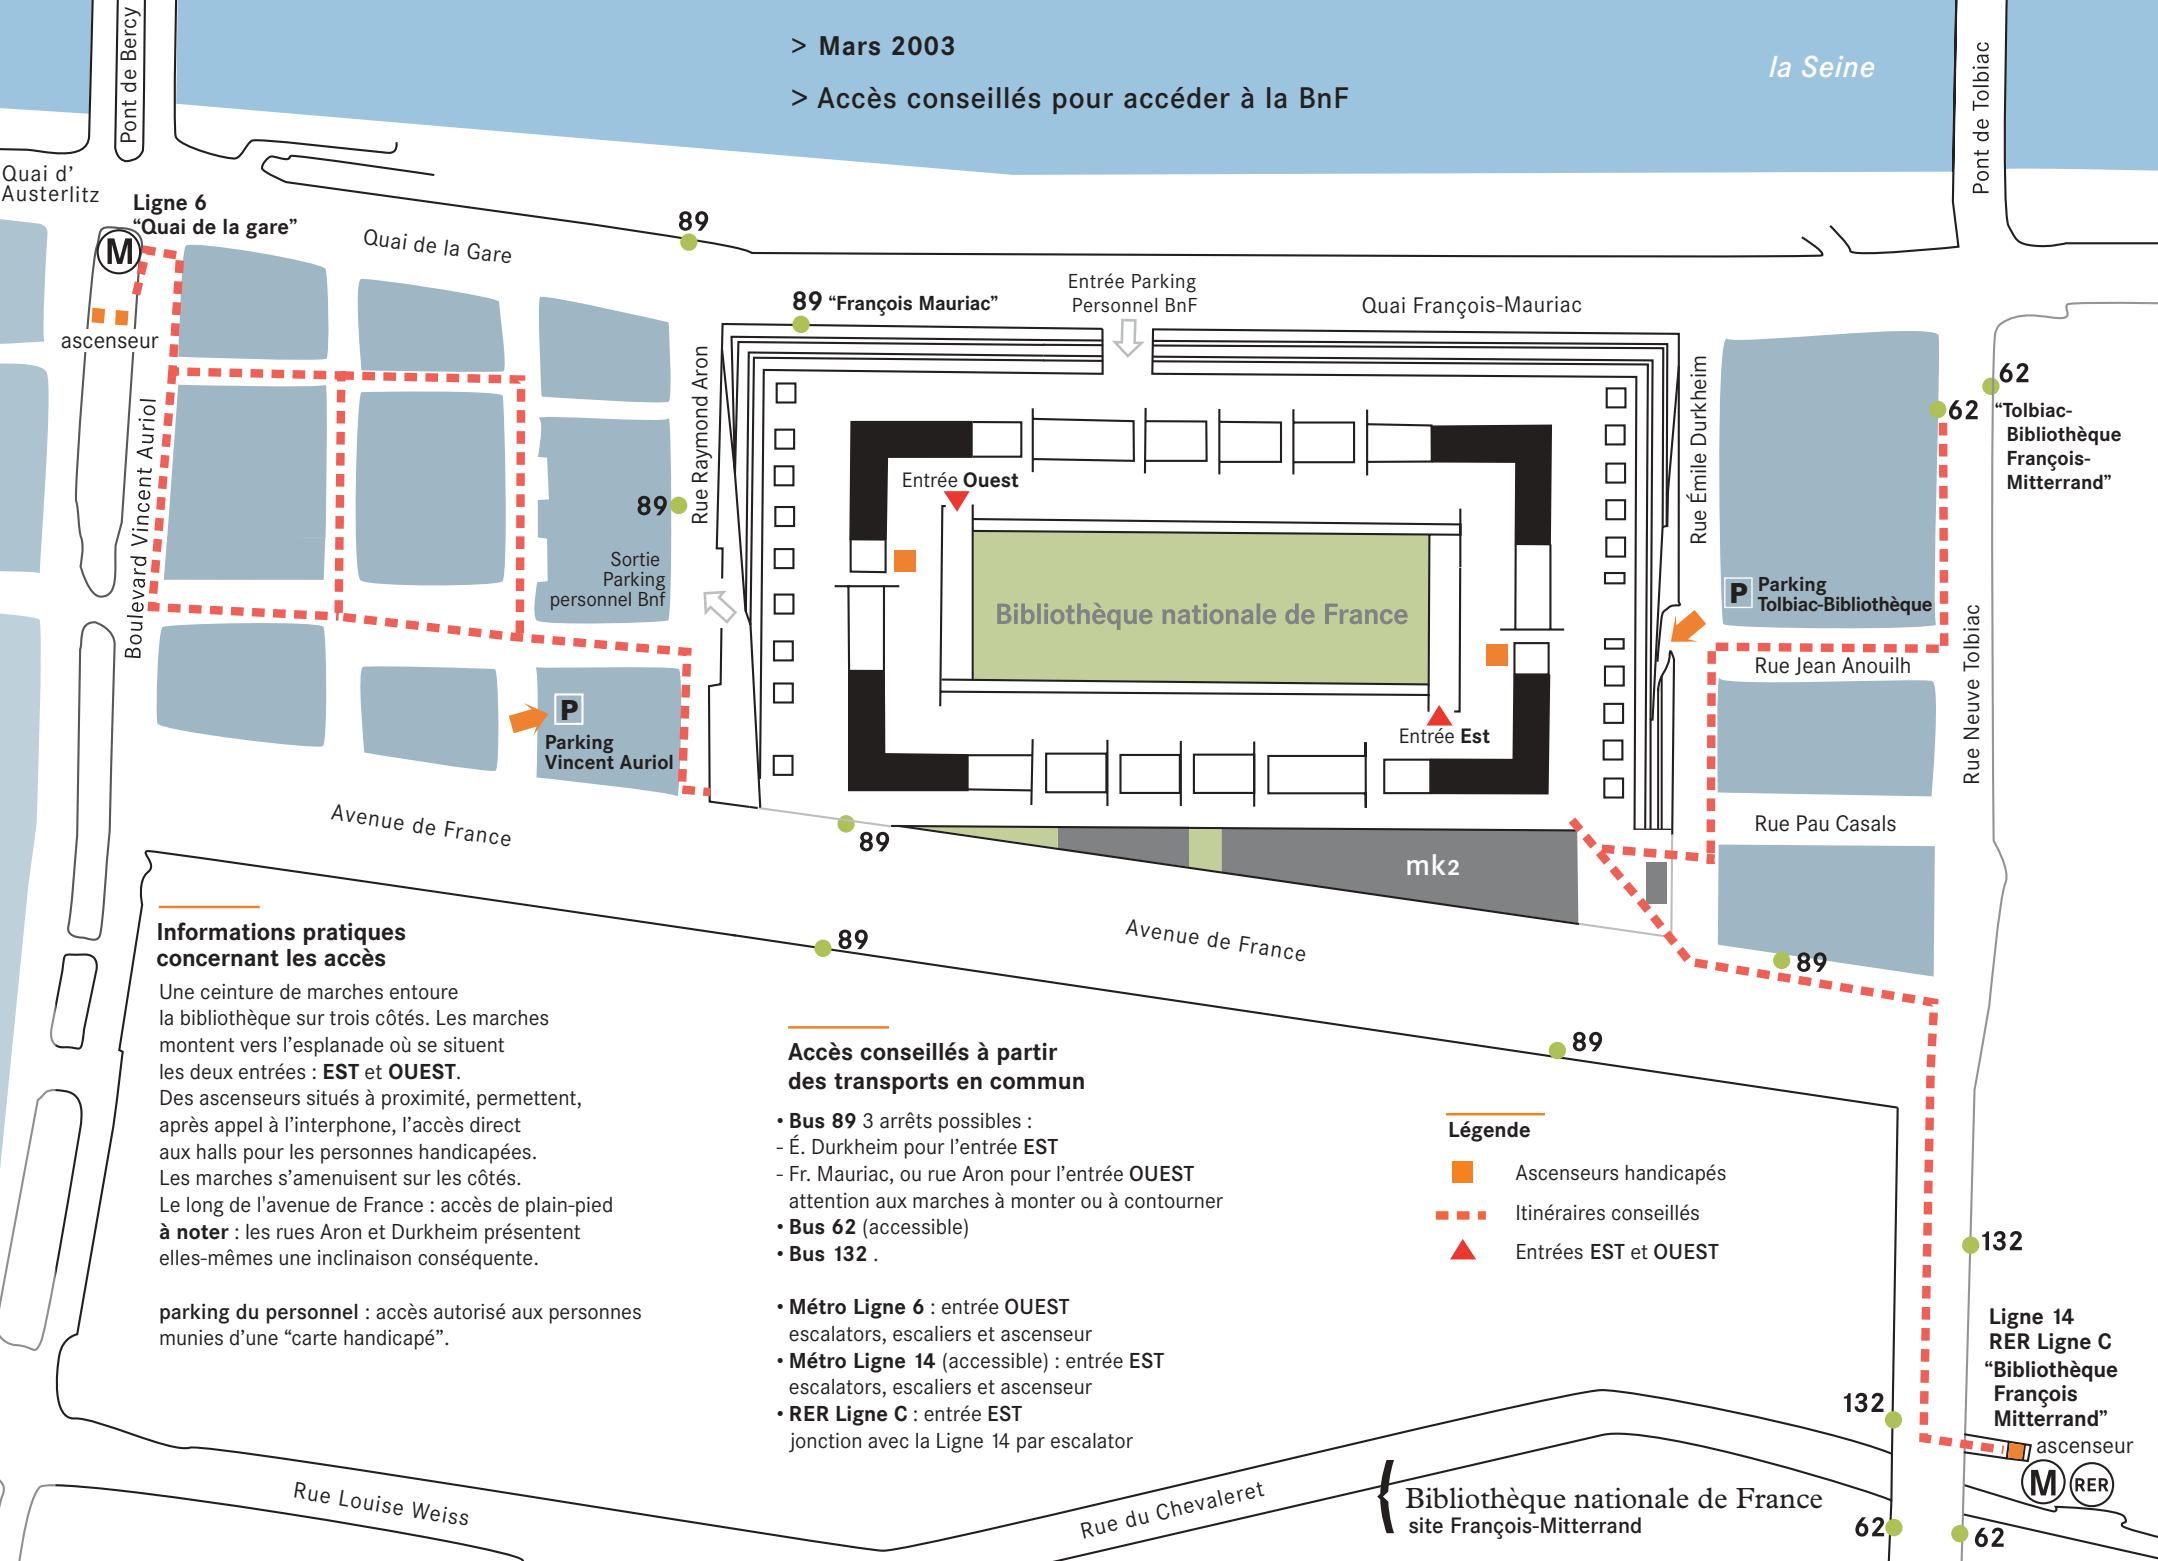 > Mars 2003
> Accès conseillés pour accéder à la BnF
la Seine
Pont de Bercy
Pont de Tolbiac
Quai d'
Austerlitz
Ligne 6
“Quai de la gare”
M
ascenseur
Quai de la Gare
89
89 “François Mauriac”
Entrée Parking
Personnel BnF
Quai François-Mauriac
Boulevard Vincent Auriol
Rue Raymond Aron
Rue Émile Durkheim
62
62
“Tolbiac-
Bibliothèque
François-
Mitterrand”
Entrée Ouest
89
Sortie
Parking
personnel Bnf
Bibliothèque nationale de France
P Parking
Tolbiac-Bibliothèque
Rue Jean Anouilh
Rue Neuve Tolbiac
P
Parking
Vincent Auriol
Entrée Est
Avenue de France
89
Rue Pau Casals
mk2
89
Avenue de France
89
89
Informations pratiques
concernant les accès
Une ceinture de marches entoure
la bibliothèque sur trois côtés. Les marches
montent vers l’esplanade où se situent
les deux entrées : EST et OUEST.
Des ascenseurs situés à proximité, permettent,
après appel à l’interphone, l’accès direct
aux halls pour les personnes handicapées.
Les marches s’amenuisent sur les côtés.
Le long de l'avenue de France : accès de plain-pied
à noter : les rues Aron et Durkheim présentent
elles-mêmes une inclinaison conséquente.
parking du personnel : accès autorisé aux personnes
munies d’une “carte handicapé”.
Accès conseillés à partir
des transports en commun
• Bus 89 3 arrêts possibles :
- É. Durkheim pour l’entrée EST
- Fr. Mauriac, ou rue Aron pour l’entrée OUEST
attention aux marches à monter ou à contourner
• Bus 62 (accessible)
• Bus 132 .
• Métro Ligne 6 : entrée OUEST
escalators, escaliers et ascenseur
• Métro Ligne 14 (accessible) : entrée EST
escalators, escaliers et ascenseur
• RER Ligne C : entrée EST
jonction avec la Ligne 14 par escalator
Légende
Ascenseurs handicapés
Itinéraires conseillés
Entrées EST et OUEST
132
Ligne 14
RER Ligne C
“Bibliothèque
François
Mitterrand”
132
ascenseur
M RER
Rue Louise Weiss
Rue du Chevaleret
Bibliothèque nationale de France
site François-Mitterrand
62
62